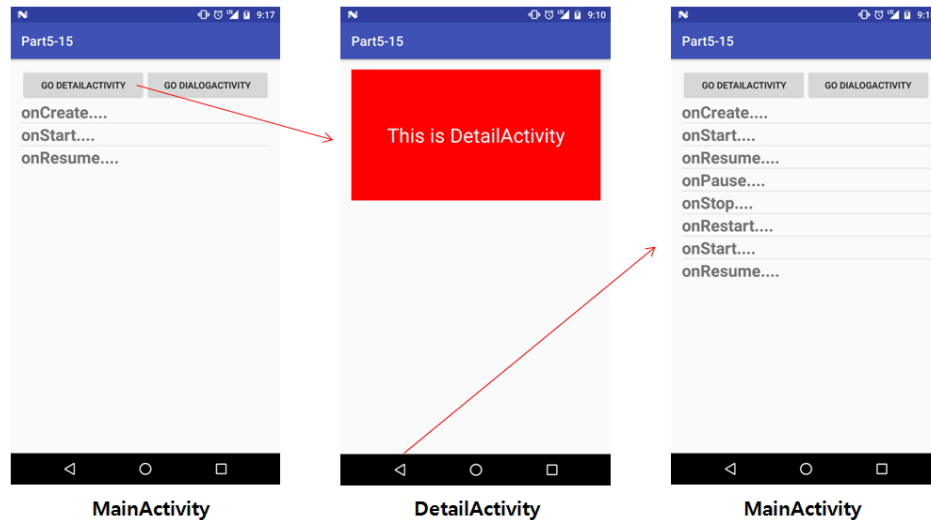 9:17
Part5-15
GO DETAILACTIVITY GO DIALOGACTIVITY
onCreate....
onStart....
onResume....
MainActivity
9:10
Part5-15
This is DetailActivity
DetailActivity
Part5-15
GO DETAILACTIVITY GO DIALOGACTIVITY
onCreate....
onStart....
onResume....
onPause....
onStop....
onRestart....
onStart....
onResume....
MainActivity